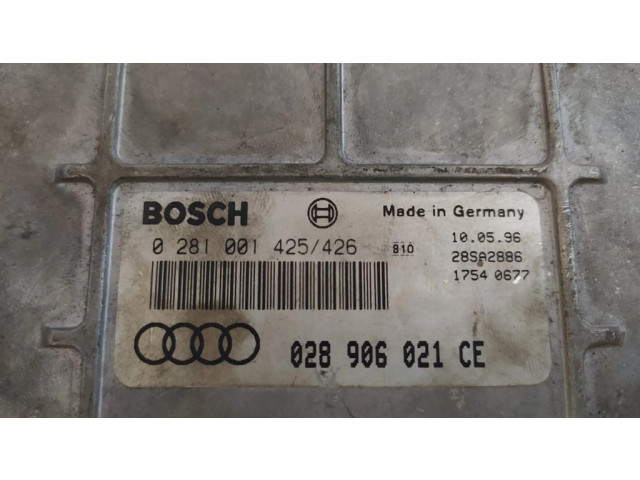 BOSCH
Made in Germany
0 281 001 425/426
810
10.05.96
28SA2886
1754 0677
028 906 021 CE